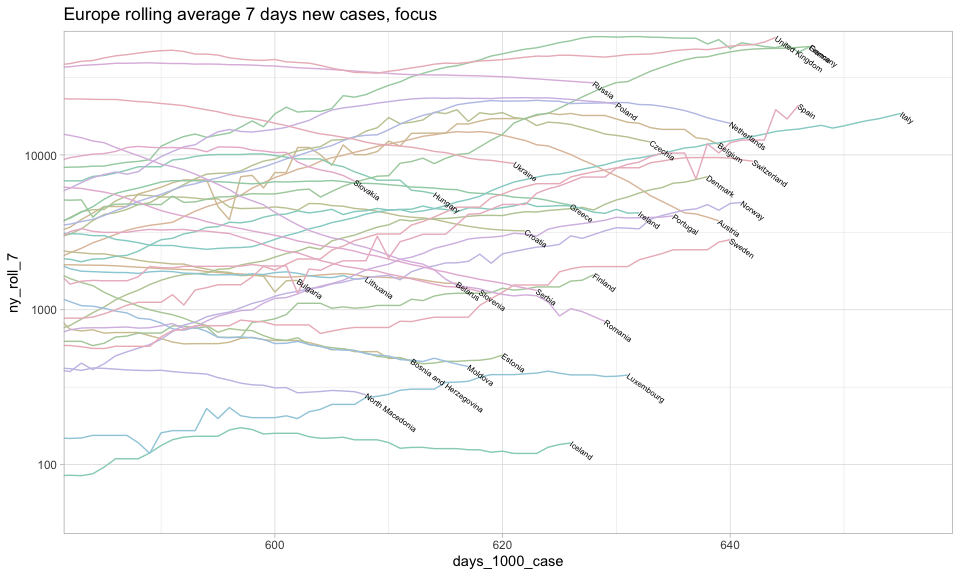 Europe rolling average 7 days new cases, focus
ny_roll_7
10000
1000
100
United Kingdom
Germany
Russia
Poland
Spain
Italy
Netherlands
Czechia
Belgium
Switzerland
Ukraine
Slovakia
Hungary
Denmark
Greece
Ireland
Portugal
Norway
Austria
Croatia
Sweden
Bulgaria
Lithuania
Belarus
Slovenia
Serbia
Finland
Romania
Estonia
Moldova
Bosnia and Herzegovina
Luxembourg
North Macedonia
Iceland
600
620
640
days_1000_case